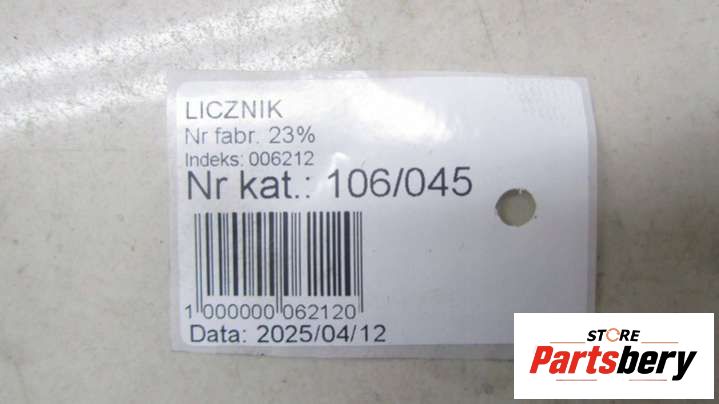 LICZNIK
Nr fabr. 23%
Indeks: 006212
Nr kat.: 106/045
1 000000 062120
Data: 2025/04/12
STORE
Partsbery